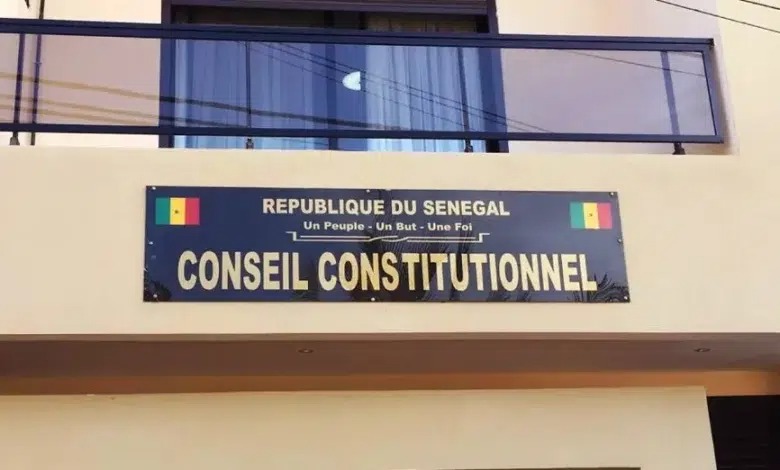 REPUBLIQUE DU SENEGAL
Un Peuple - Un But - Une Foi
CONSEIL CONSTITUTIONNEL